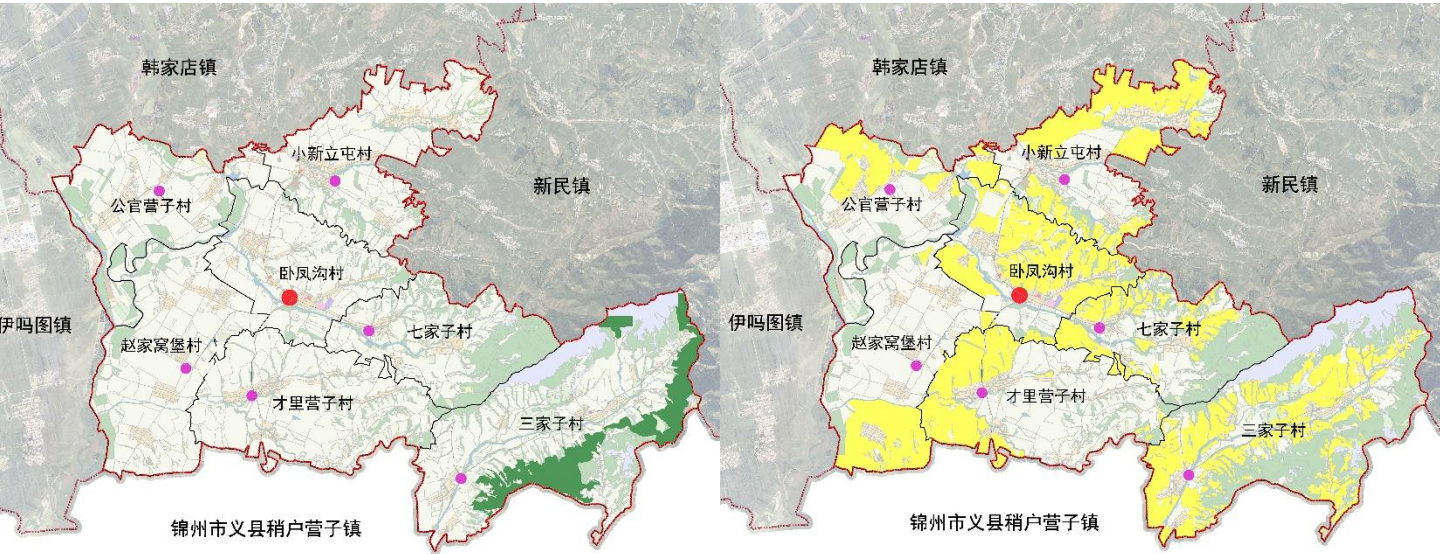 韩家店镇
小新立屯村
新民镇
公官营子村
卧凤沟村
伊吗图镇
七家子村
赵家窝堡村
才里营子村
三家子村
锦州市义县稍户营子镇
韩家店镇
小新立屯村
新民镇
公官营子村
卧凤沟村
伊吗图镇
七家子村
赵家窝堡村
才里营子村
三家子村
锦州市义县稍户营子镇